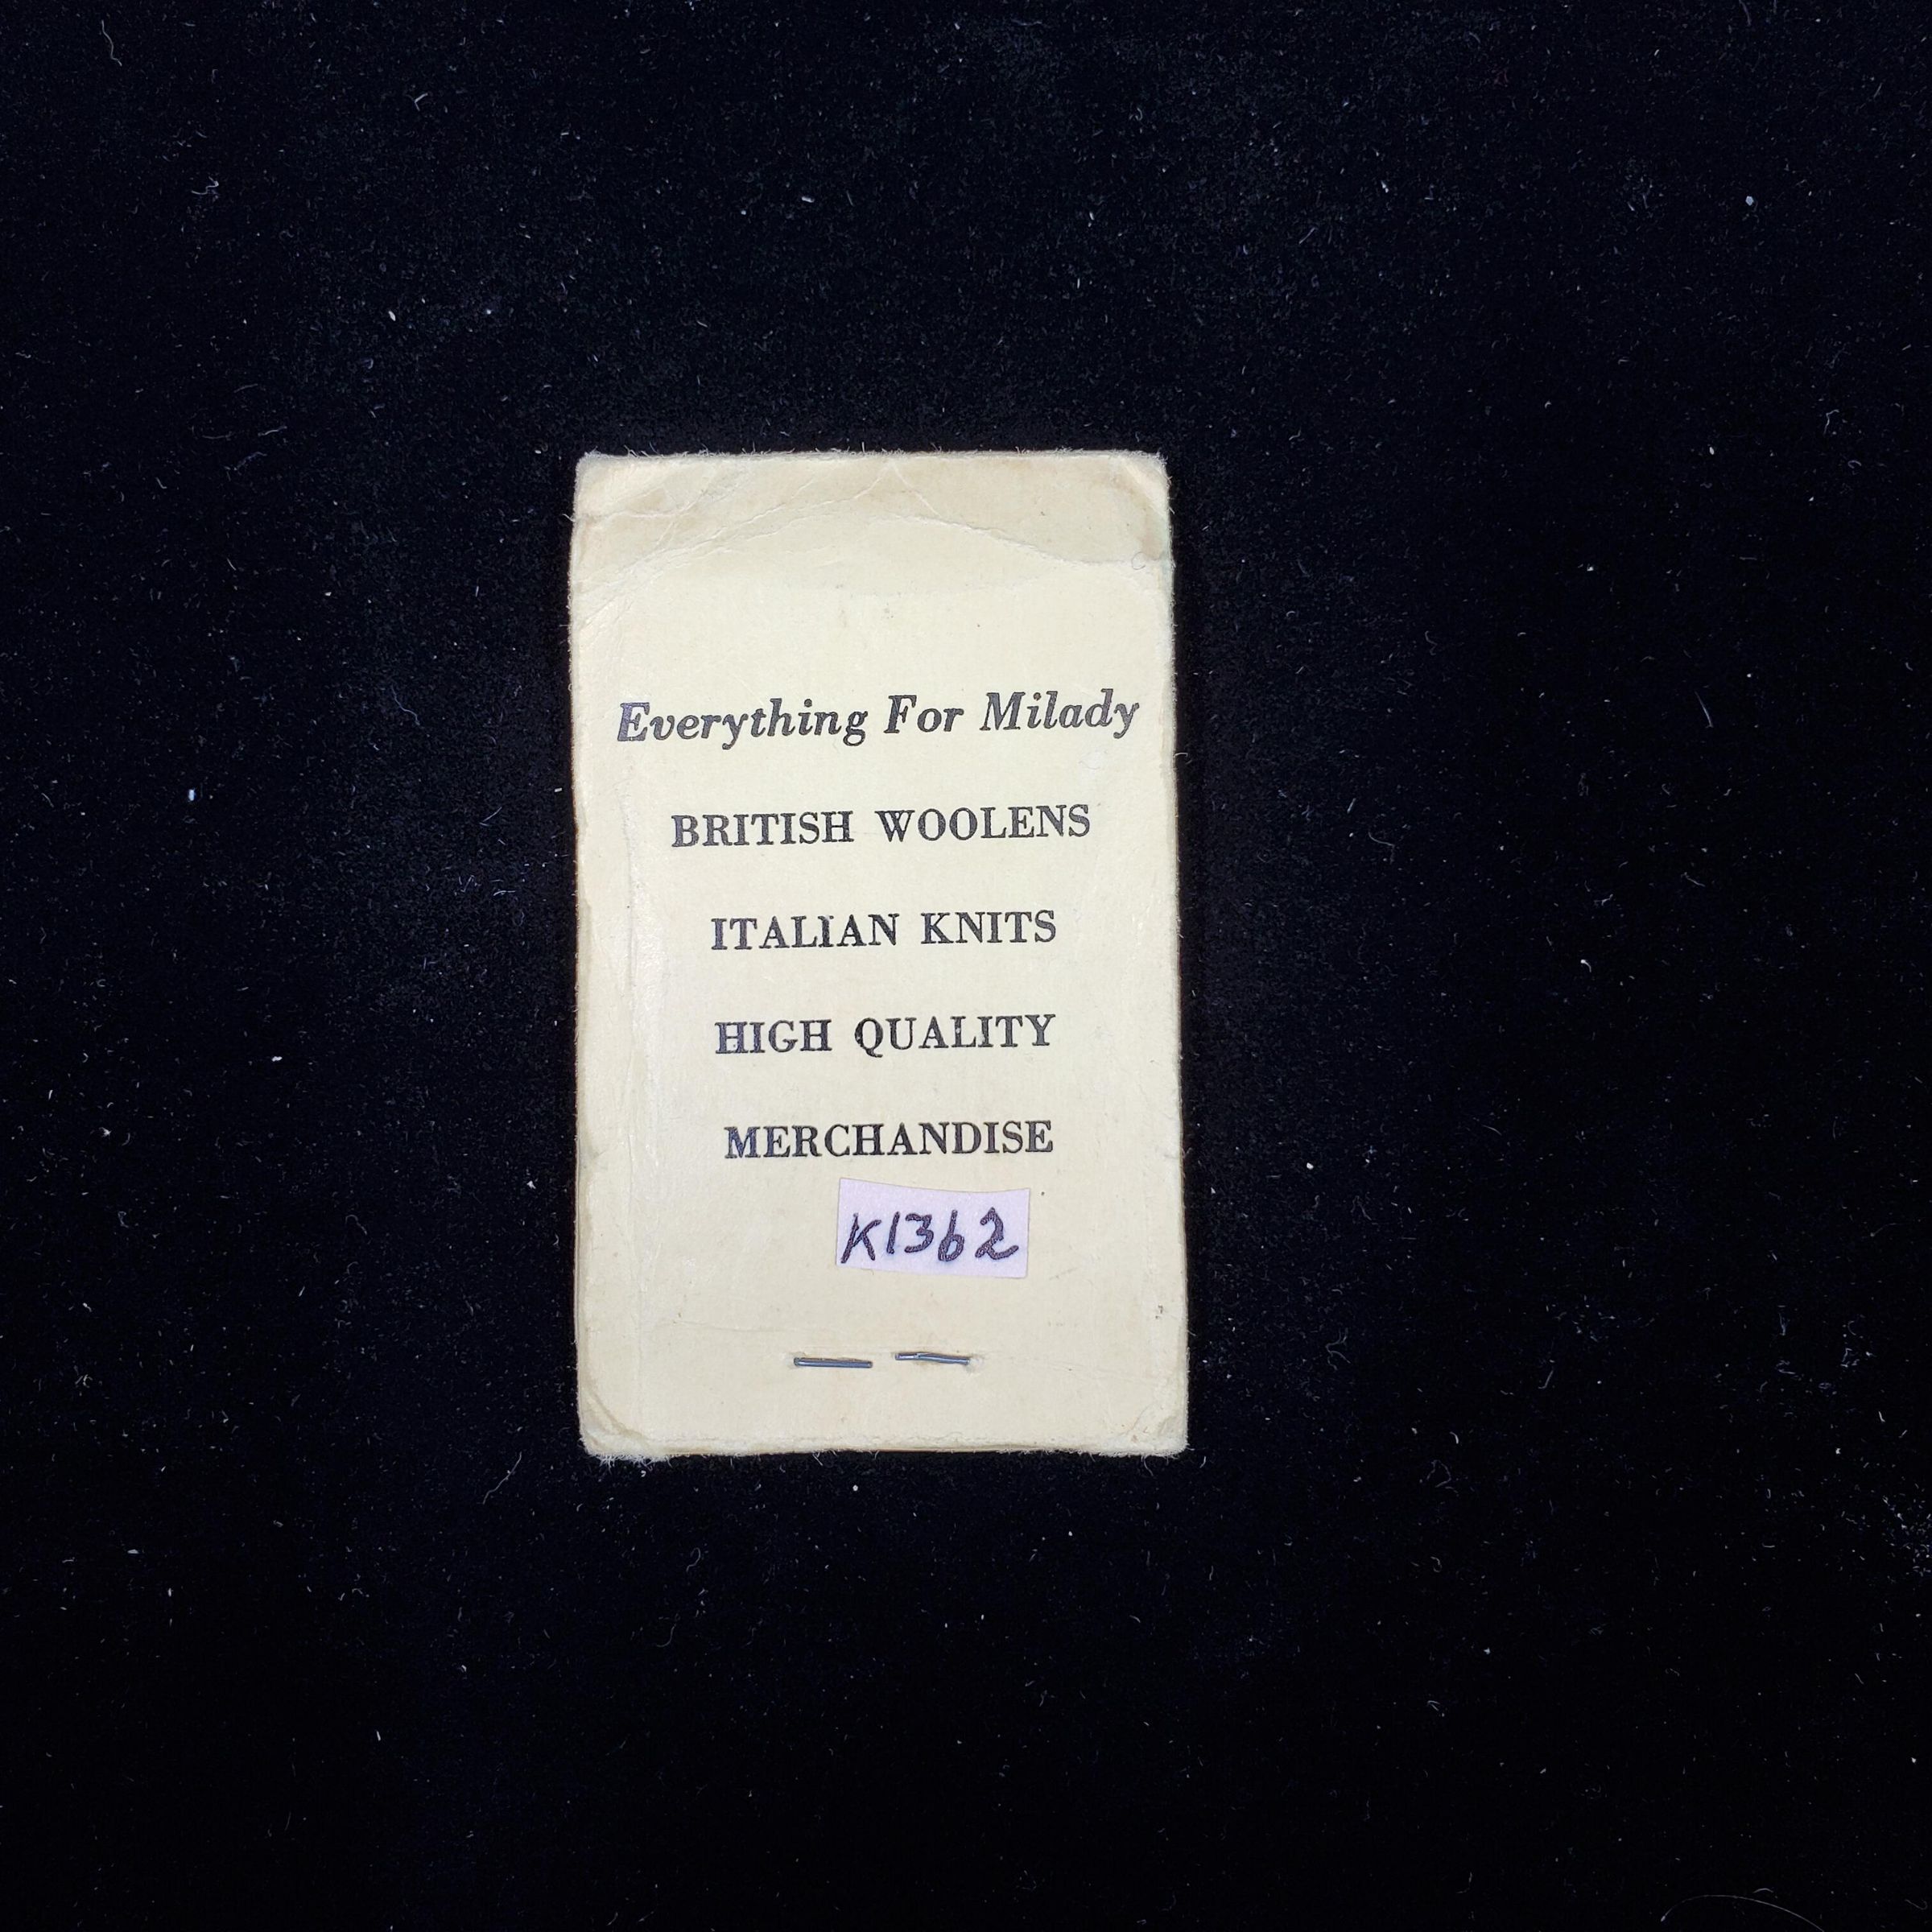 Everything For Milady
BRITISH WOOLENS
ITALIAN KNITS
HIGH QUALITY
MERCHANDISE
K1362